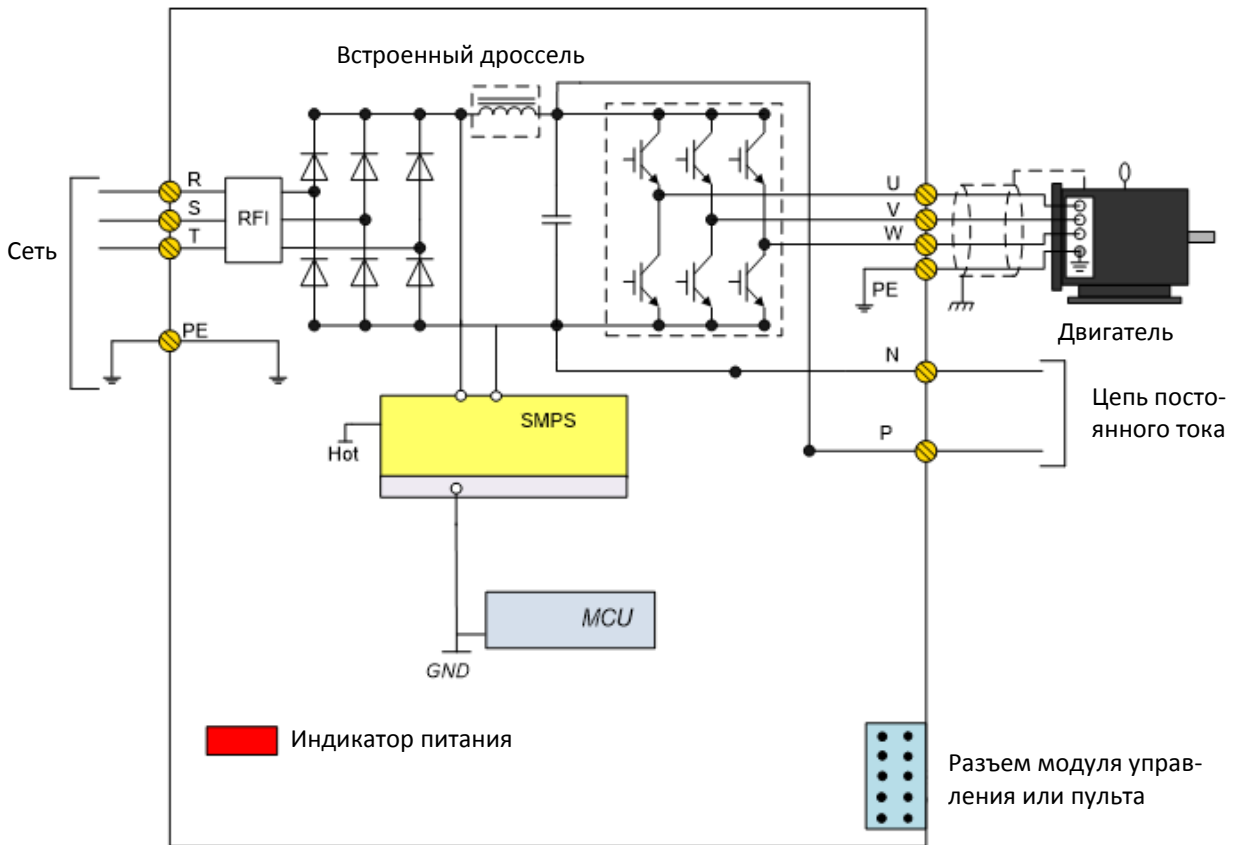 Встроенный дроссель
R
S
T
RFI
Сеть
PE
U
V
W
PE
Двигатель
N
P
Цепь посто-
янного тока
SMPS
Hot
MCU
GND
Индикатор питания
Разъем модуля управ-
ления или пульта